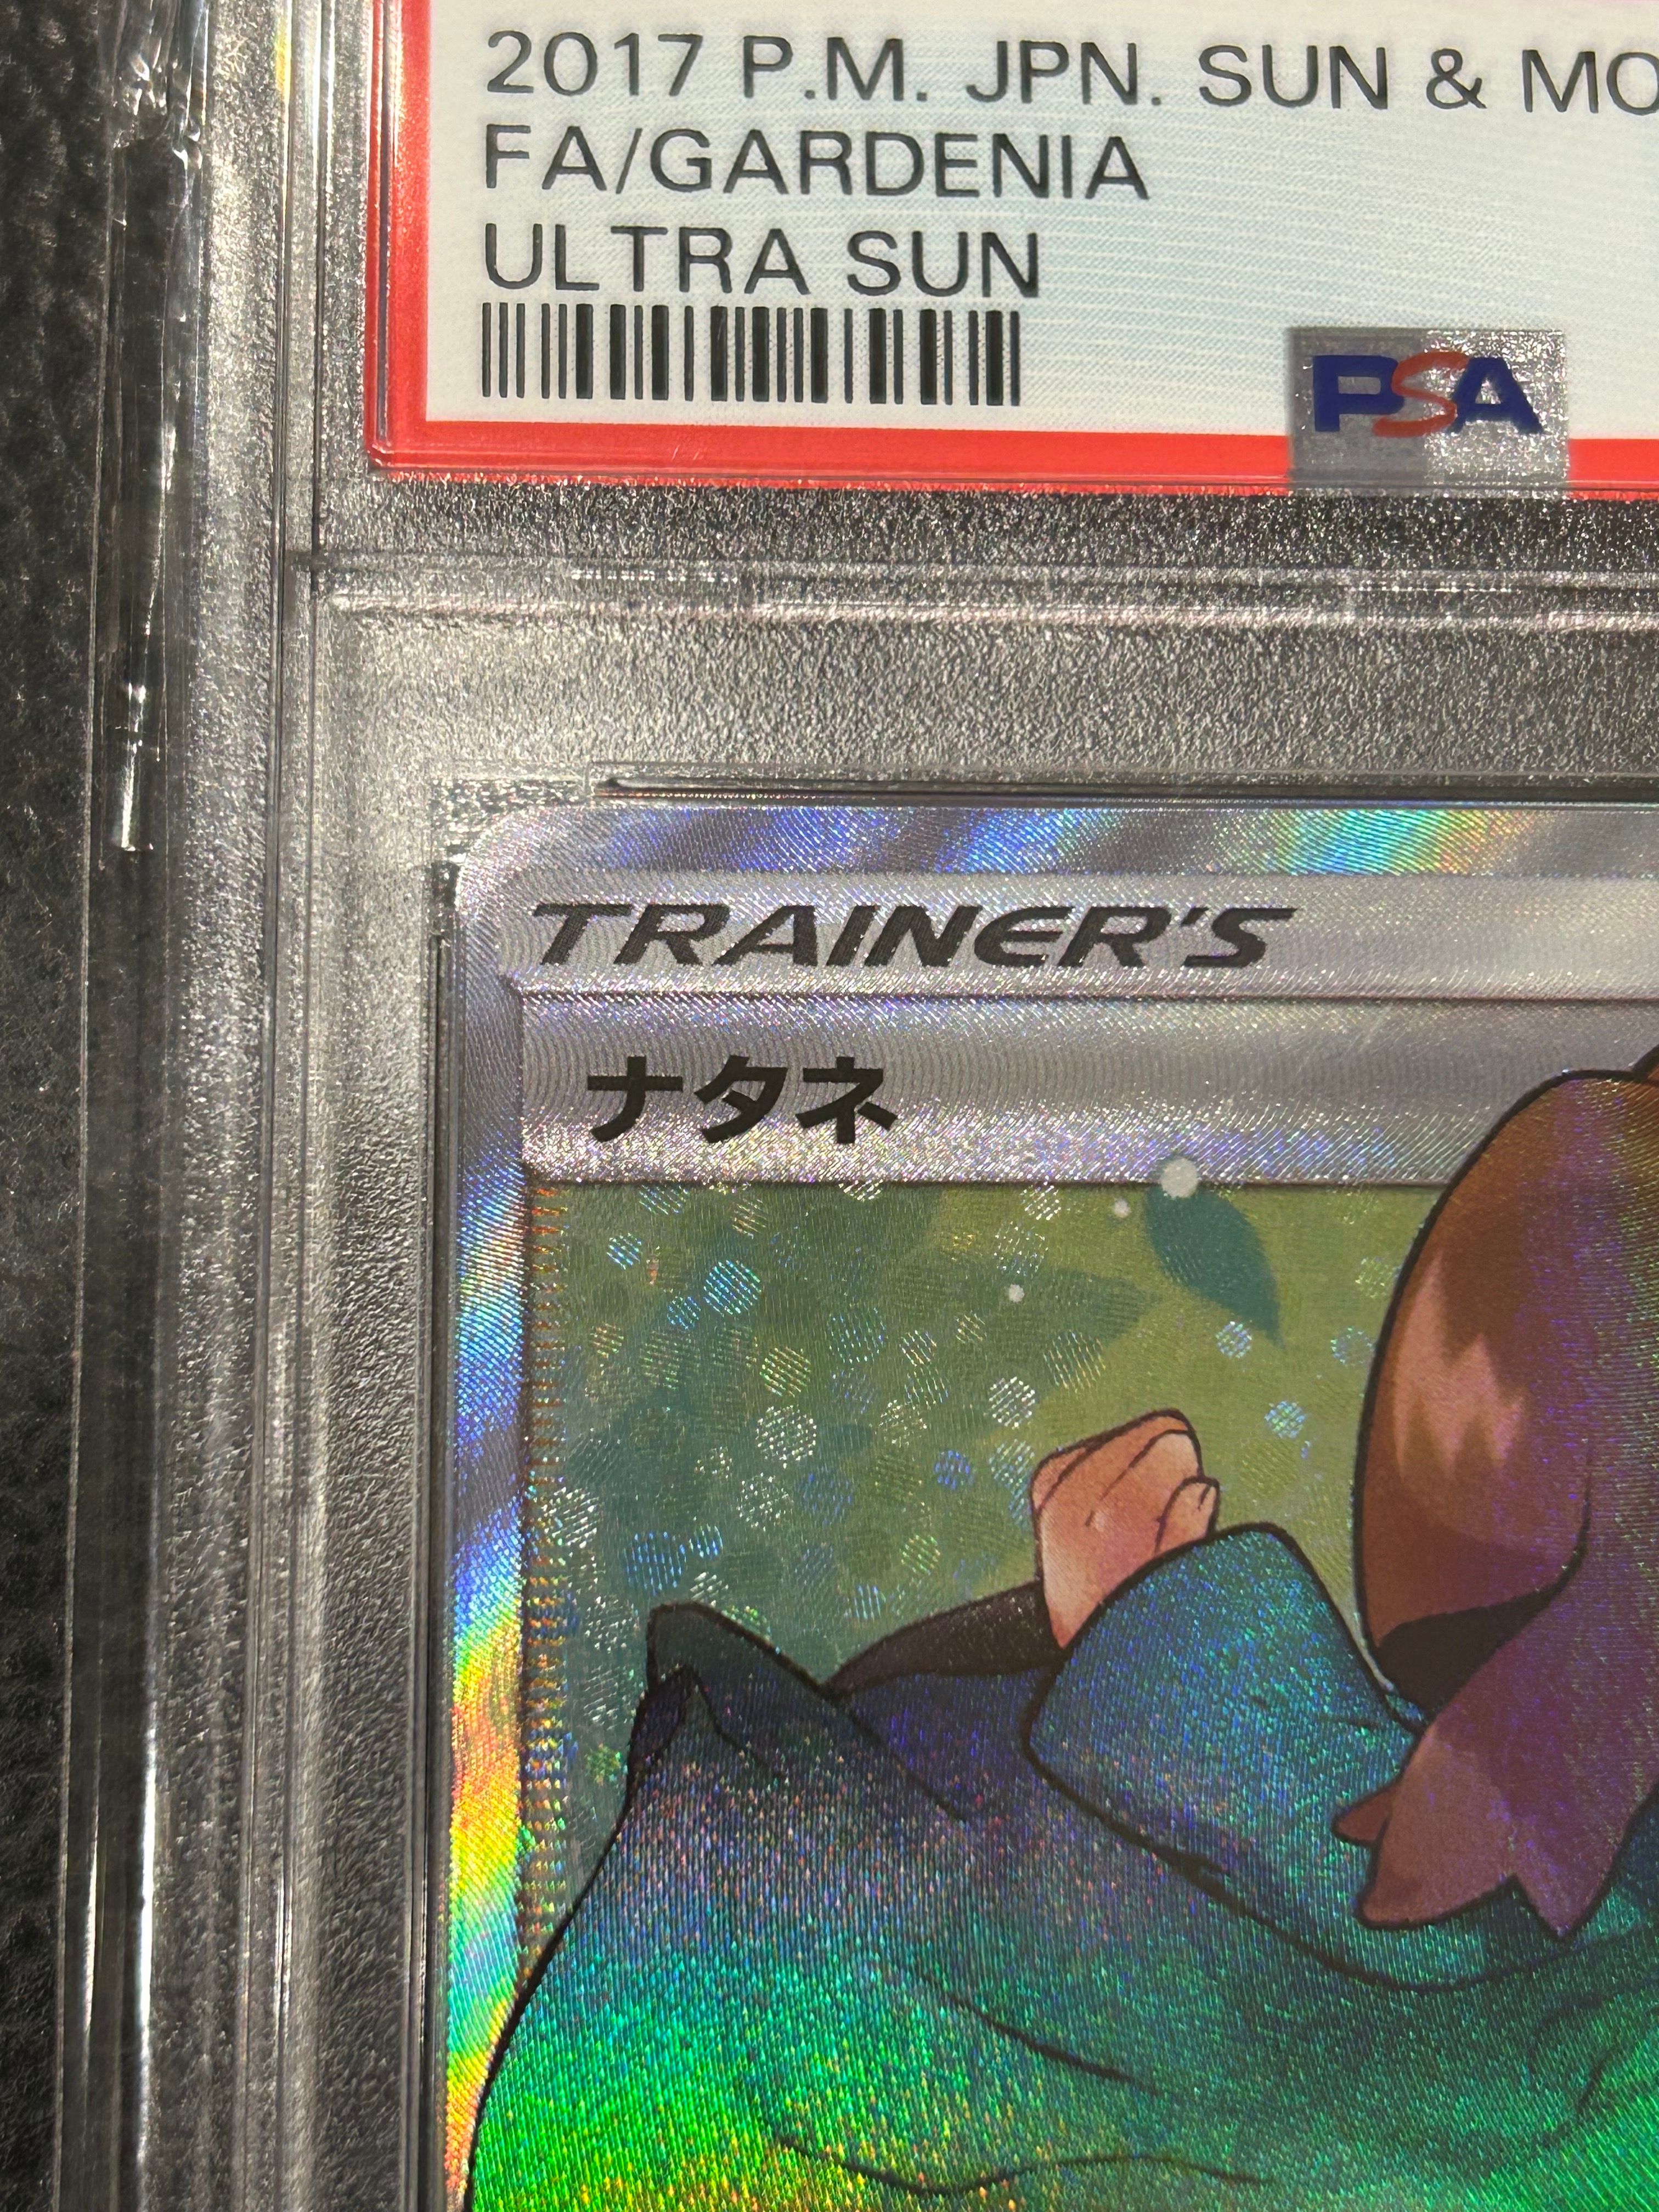 2017 P.M. JPN. SUN & MO
FA/GARDENIA
ULTRA SUN
PSA
TRAINER'S
ナタネ